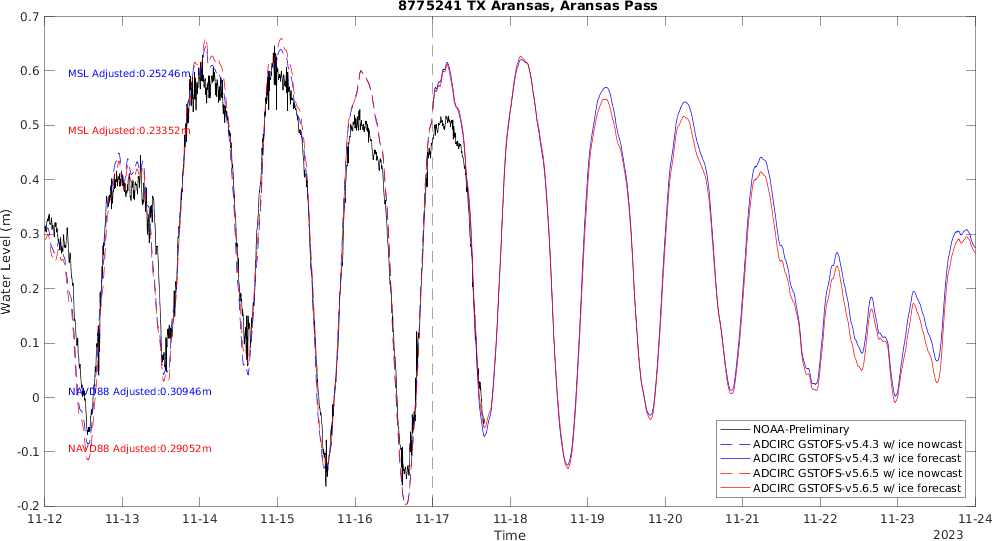 8775241 TX Aransas, Aransas Pass
0.7
0.6
0.5
0.4
0.3
0.2
0.1
0
-0.1
-0.2
Water Level (m)
MSL Adjusted:0.25246m
MSL Adjusted:0.23352m
NAVD88 Adjusted:0.30946m
NAVD88 Adjusted:0.29052m
NOAA-Preliminary
ADCIRC GSTOFS-v5.4.3 w/ ice nowcast
ADCIRC GSTOFS-v5.4.3 w/ ice forecast
ADCIRC GSTOFS-v5.6.5 w/ ice nowcast
ADCIRC GSTOFS-v5.6.5 w/ ice forecast
11-12 11-13 11-14 11-15 11-16 11-17 11-18 11-19 11-20 11-21 11-22 11-23 11-24
Time
2023